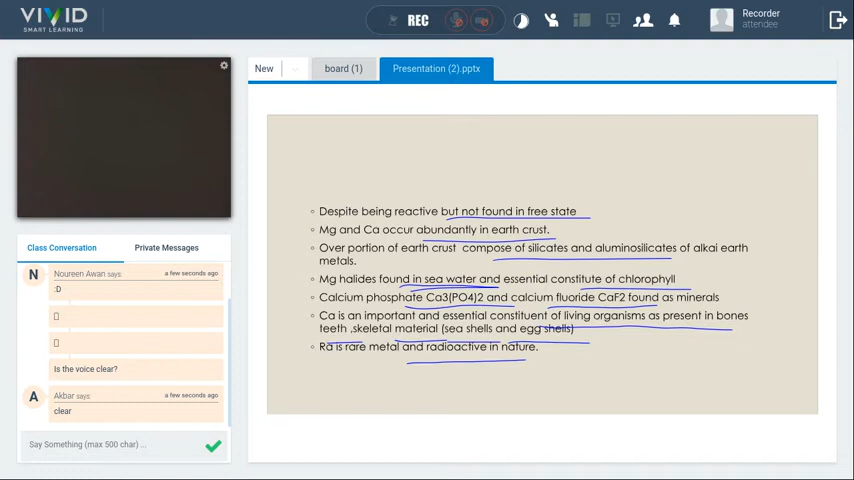 VIVID
SMART LEARNING
REC
Recorder
attendee
New
board (1)
Presentation (2).pptx
Class Conversation
Private Messages
N
Noureen Awan says:
a few seconds ago
:D
Is the voice clear?
A
Akbar says:
a few seconds ago
clear
Say Something (max 500 char) ...
Despite being reactive but not found in free state
Mg and Ca occur abundantly in earth crust.
Over portion of earth crust compose of silicates and aluminosilicates of alkai earth
metals.
Mg halides found in sea water and essential constitute of chlorophyll
Calcium phosphate Ca3(PO4)2 and calcium fluoride CaF2 found as minerals
Ca is an important and essential constituent of living organisms as present in bones
teeth ,skeletal material (sea shells and egg shells)
Ra is rare metal and radioactive in nature.